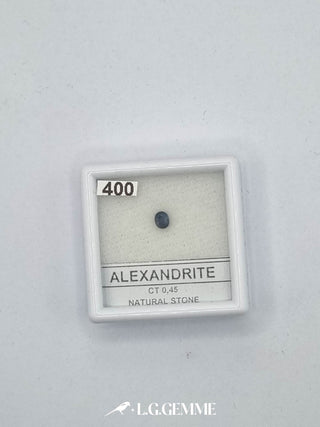 400
ALEXANDRITE
CT 0,45
NATURAL STONE
L.G.GEMME